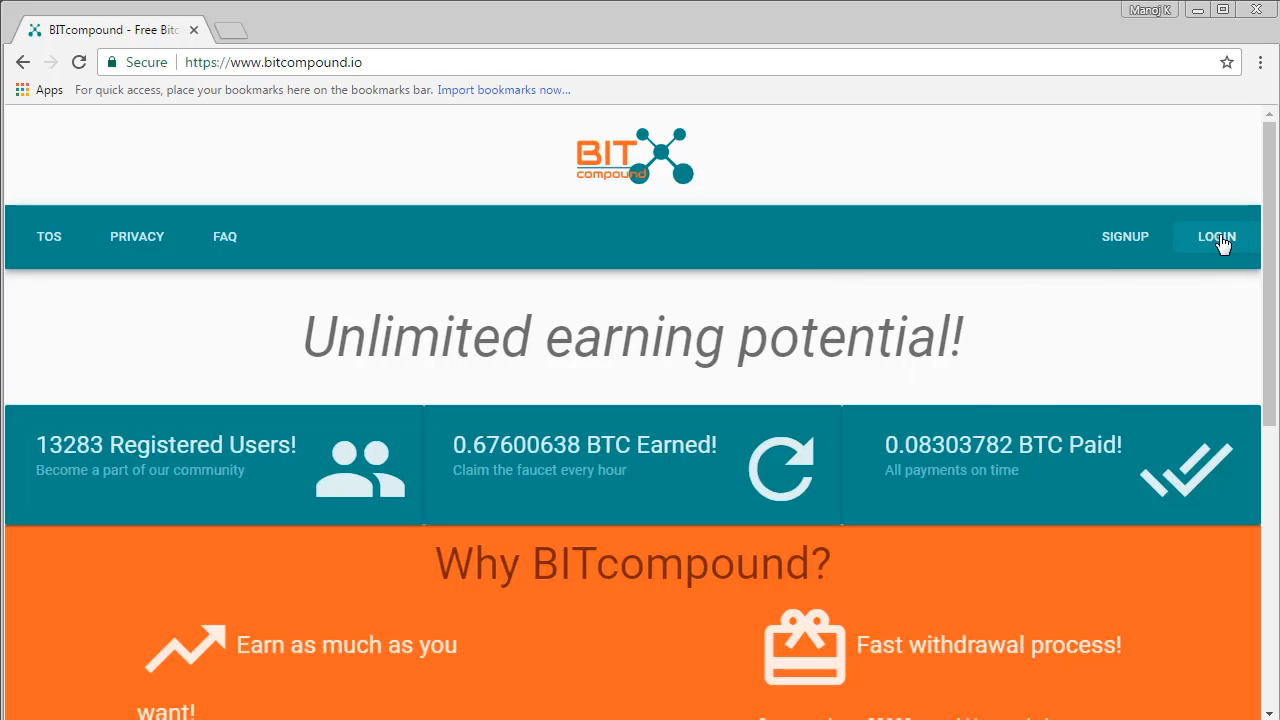 Manoj K
BITcompound - Free Bitc
Secure https://www.bitcompound.io
Apps For quick access, place your bookmarks here on the bookmarks bar. Import bookmarks now...
BIT
compound
TOS PRIVACY FAQ SIGNUP LOGIN
Unlimited earning potential!
13283 Registered Users! 0.67600638 BTC Earned! 0.08303782 BTC Paid!
Become a part of our community Claim the faucet every hour All payments on time
Why BITcompound?
Earn as much as you Fast withdrawal process!
want!